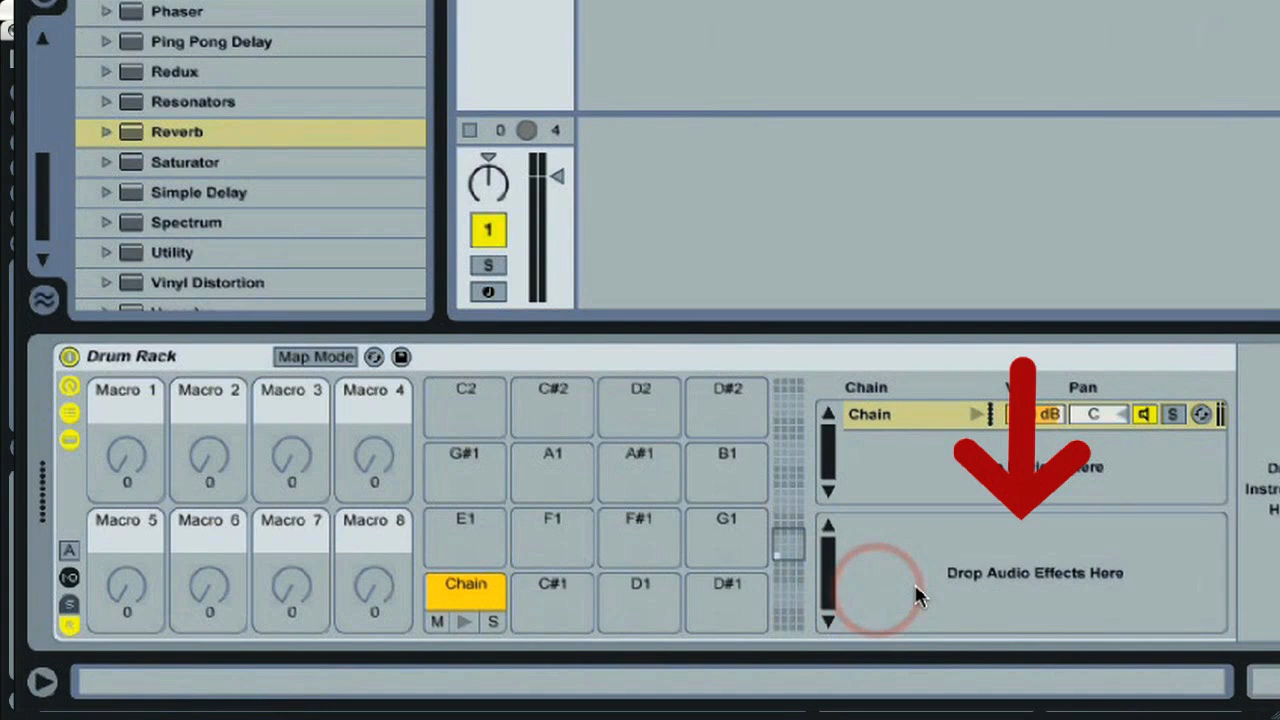 Phaser
Ping Pong Delay
Redux
Resonators
Reverb
Saturator
Simple Delay
Spectrum
Utility
Vinyl Distortion
0 4
1
S
Drum Rack Map Mode
Macro 1 Macro 2 Macro 3 Macro 4
0 0 0 0
Macro 5 Macro 6 Macro 7 Macro 8
0 0 0 0
A
S
R
C2 C#2 D2 D#2
G#1 A1 A#1 B1
E1 F1 F#1 G1
Chain C#1 D1 D#1
M S
Chain Pan
Chain dB C S
Drop Audio Effects Here